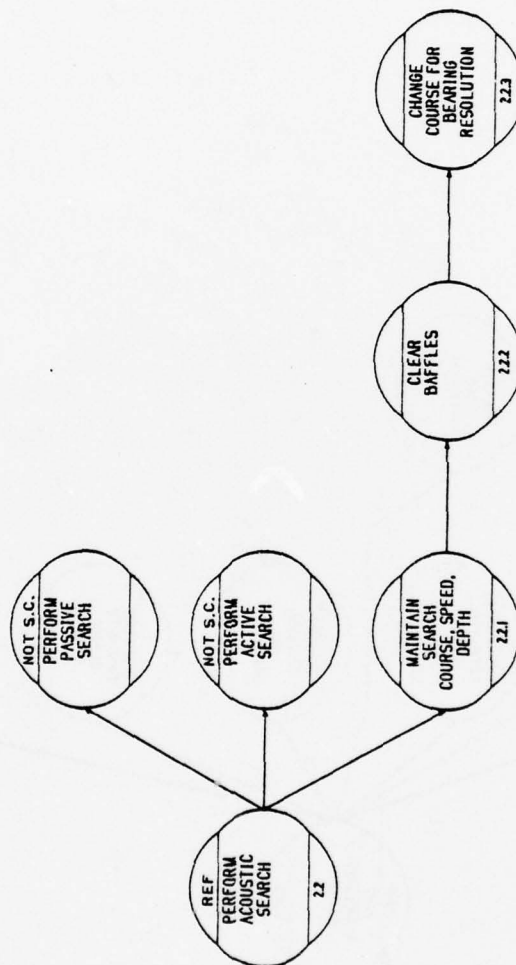 REF
PERFORM
ACOUSTIC
SEARCH
2.2
NOT S.C.
PERFORM
PASSIVE
SEARCH
NOT S.C.
PERFORM
ACTIVE
SEARCH
MAINTAIN
SEARCH
COURSE, SPEED,
DEPTH
2.2.1
CLEAR
BAFFLES
2.2.2
CHANGE
COURSE FOR
BEARING
RESOLUTION
2.2.3